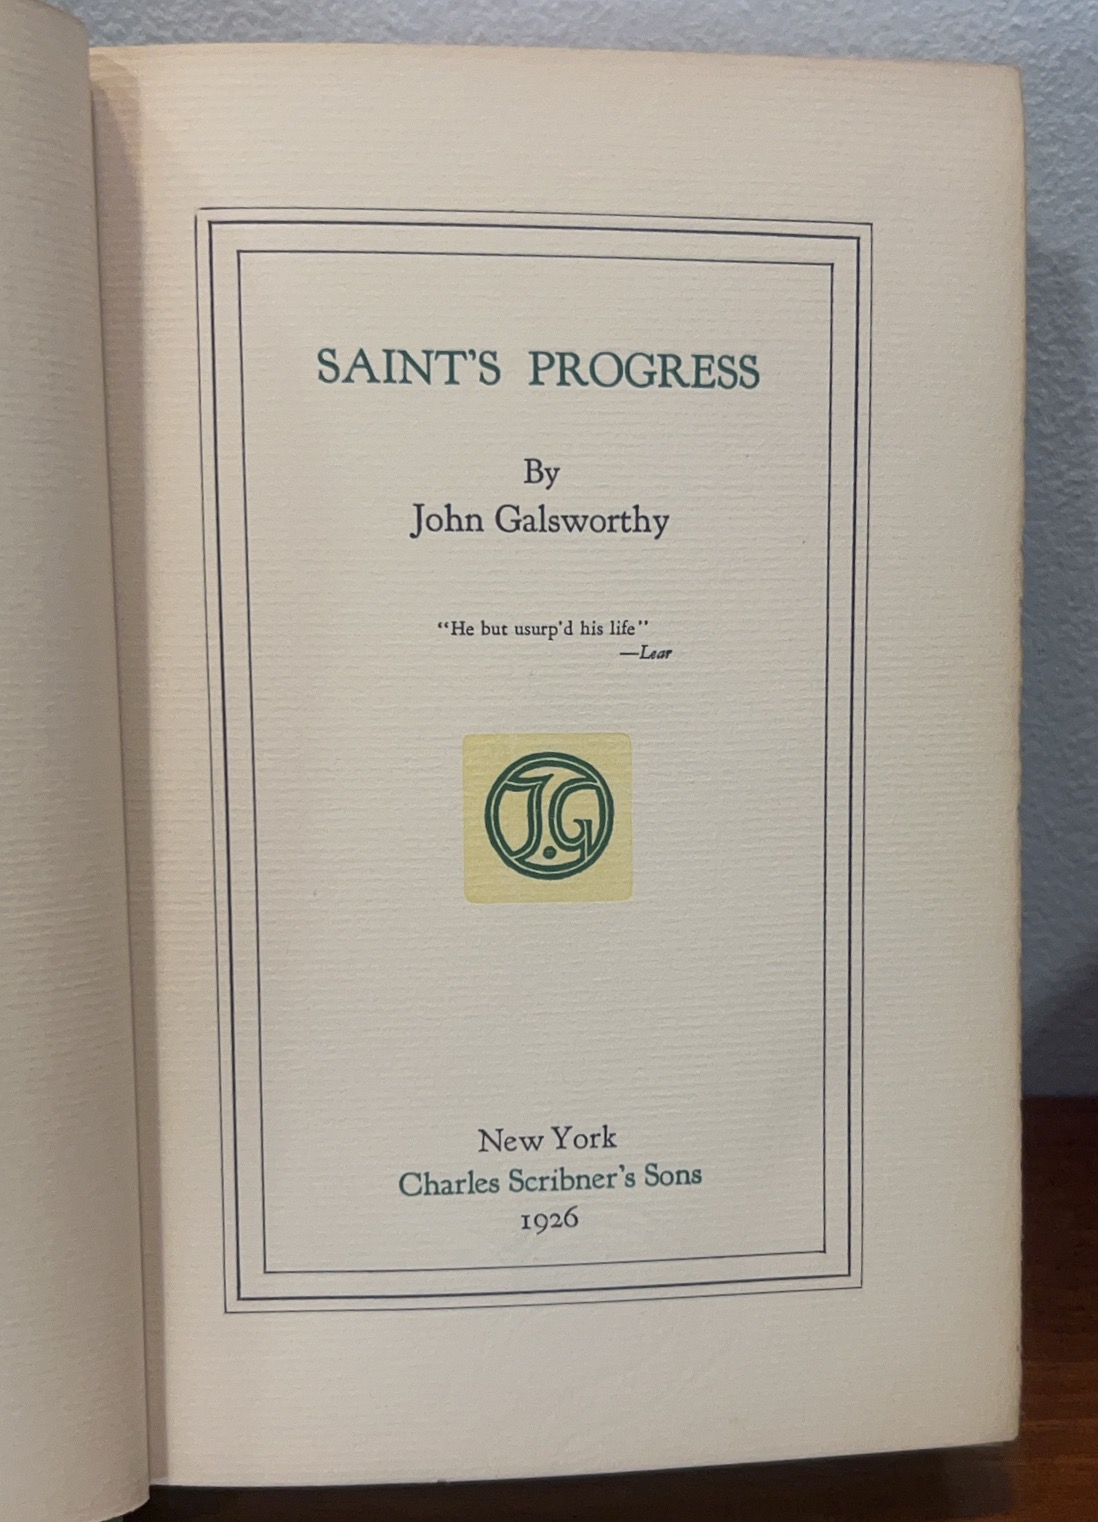 SAINT'S PROGRESS
By
John Galsworthy
“He but usurp'd his life”
—Lear
J.G
New York
Charles Scribner's Sons
1926